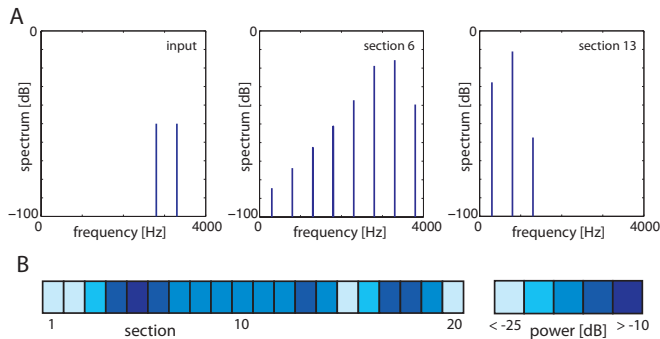 A
0
input
spectrum [dB]
−100
0
frequency [Hz]
4000
0
section 6
spectrum [dB]
−100
0
frequency [Hz]
4000
0
section 13
spectrum [dB]
−100
0
frequency [Hz]
4000
B
1
section
10
20
< -25
power [dB]
> -10